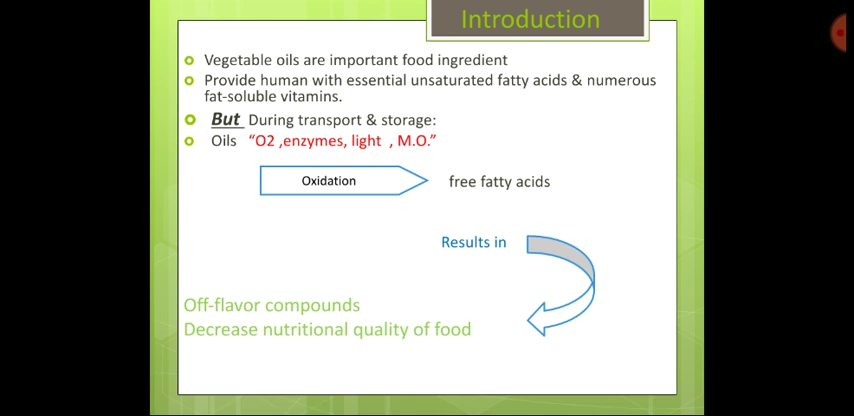 Introduction
Vegetable oils are important food ingredient
Provide human with essential unsaturated fatty acids & numerous
fat-soluble vitamins.
But During transport & storage:
Oils “O2 ,enzymes, light , M.O.”
Oxidation free fatty acids
Results in
Off-flavor compounds
Decrease nutritional quality of food